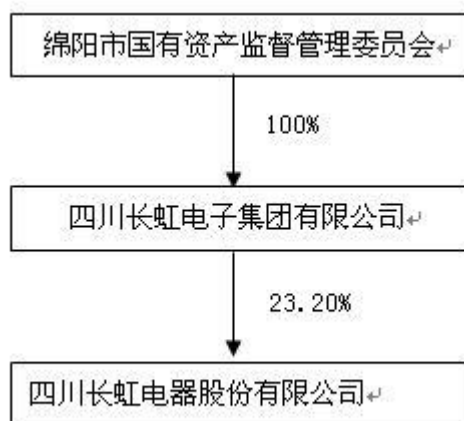 绵阳市国有资产监督管理委员会
100%
四川长虹电子集团有限公司
23.20%
四川长虹电器股份有限公司